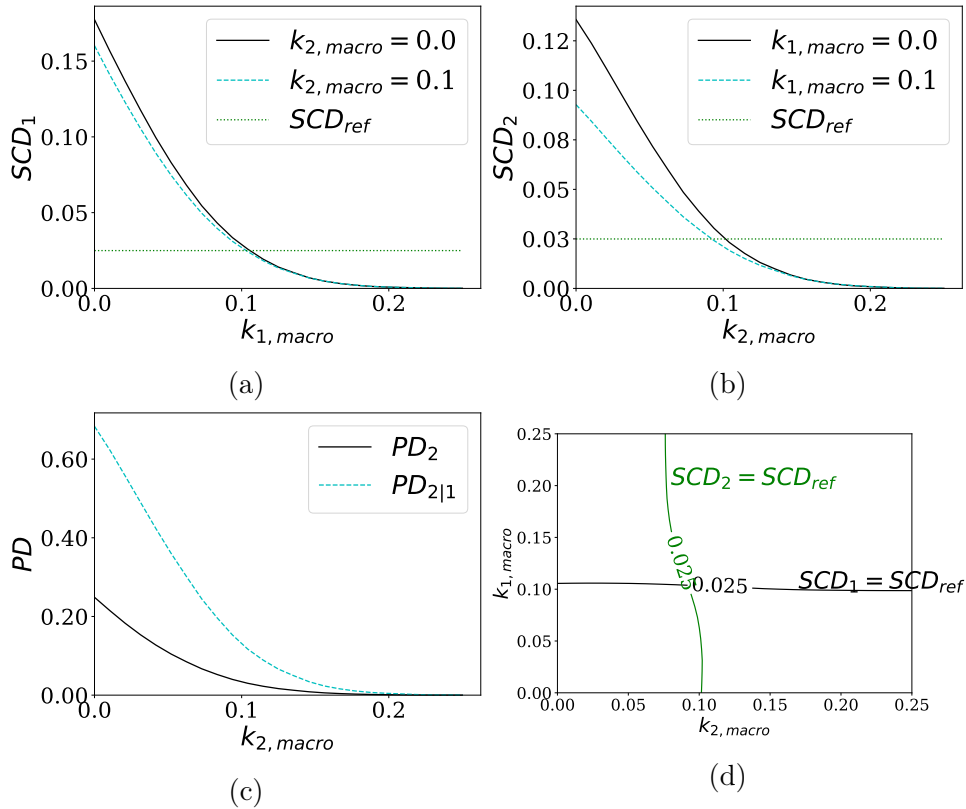 SCD1
0.15
0.10
0.05
0.00
0.0
0.1
0.2
k1, macro
k2, macro = 0.0
k2, macro = 0.1
SCDref
(a)
SCD2
0.12
0.10
0.08
0.05
0.03
0.00
0.0
0.1
0.2
k2, macro
k1, macro = 0.0
k1, macro = 0.1
SCDref
(b)
PD
0.60
0.40
0.20
0.00
0.0
0.1
0.2
k2, macro
PD2
PD2|1
(c)
k1, macro
0.25
0.20
0.15
0.10
0.05
0.00
0.00
0.05
0.10
0.15
0.20
0.25
k2, macro
SCD2 = SCDref
0.025
0.025
SCD1 = SCDref
(d)